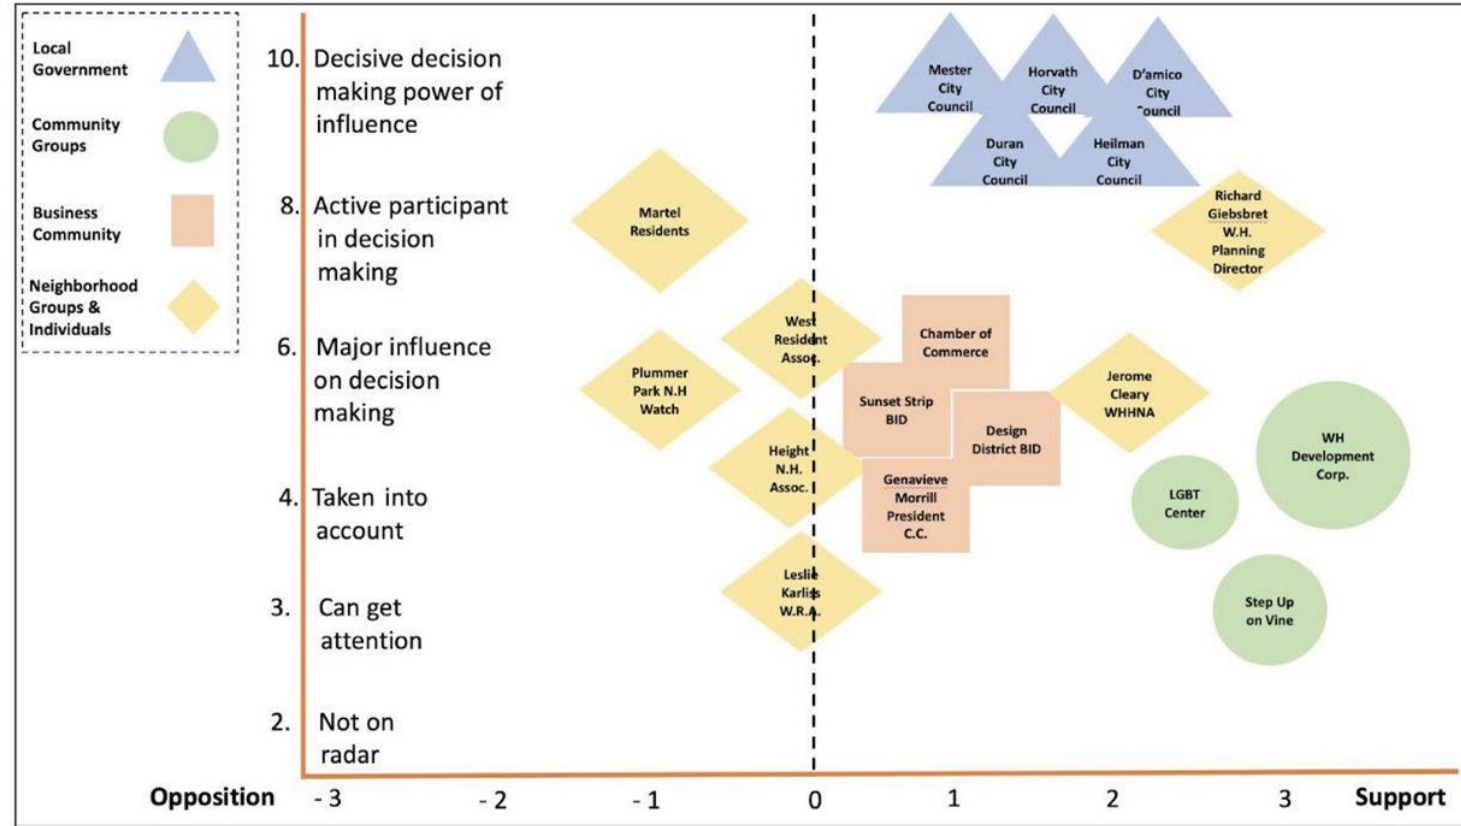 Local
Government
Community
Groups
Business
Community
Neighborhood
Groups &
Individuals
10. Decisive decision
making power of
influence
8. Active participant
in decision
making
6. Major influence
on decision
making
4. Taken into
account
3. Can get
attention
2. Not on
radar
Mester
City
Council
Horvath
City
Council
D'amico
City
Council
Duran
City
Council
Heilman
City
Council
Martel
Residents
Richard
Giebsbret
W.H.
Planning
Director
West
Resident
Assoc.
Chamber of
Commerce
Plummer
Park N.H
Watch
Sunset Strip
BID
Jerome
Cleary
WHHNA
Design
District BID
WH
Development
Corp.
Height
N.H.
Assoc.
Genavieve
Morrill
President
C.C.
LGBT
Center
Leslie
Karliss
W.R.A.
Step Up
on Vine
Opposition - 3 - 2 - 1 0 1 2 3 Support